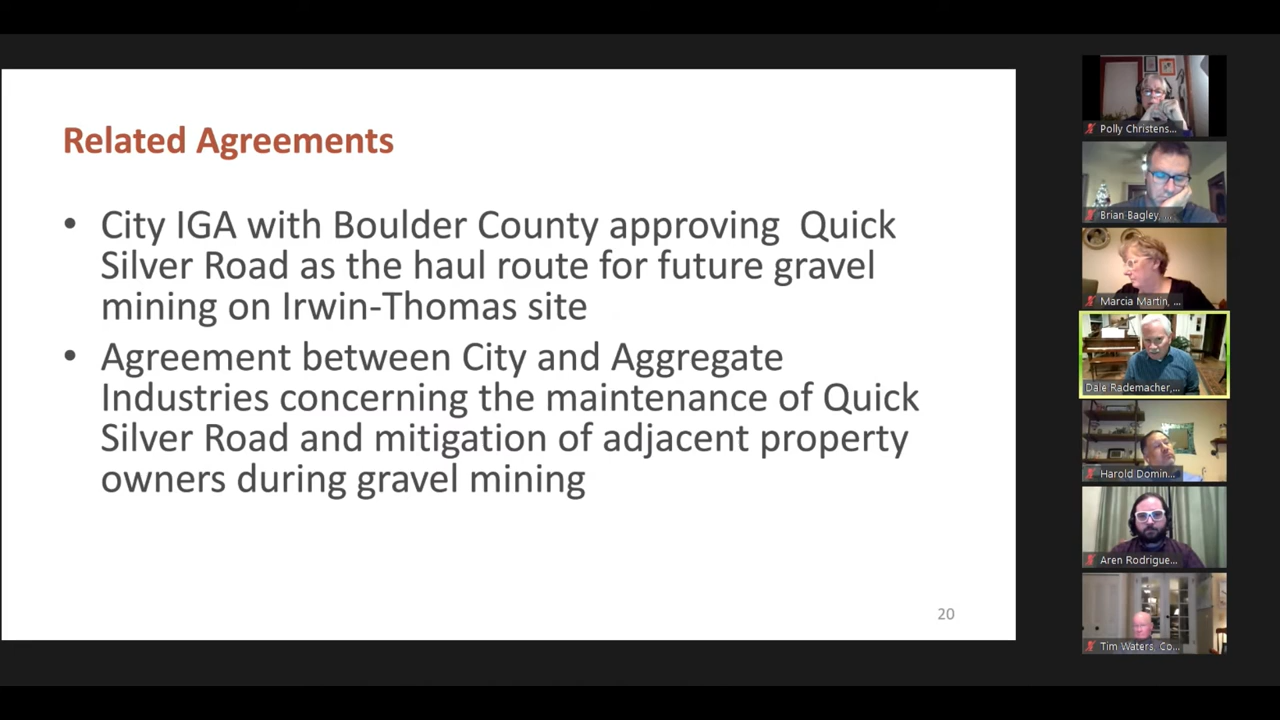 Related Agreements
• City IGA with Boulder County approving Quick
Silver Road as the haul route for future gravel
mining on Irwin-Thomas site
• Agreement between City and Aggregate
Industries concerning the maintenance of Quick
Silver Road and mitigation of adjacent property
owners during gravel mining
20
Polly Christens...
Brian Bagley, ...
Marcia Martin, ...
Dale Rademacher,...
Harold Domin...
Aren Rodrigue...
Tim Waters, Co...